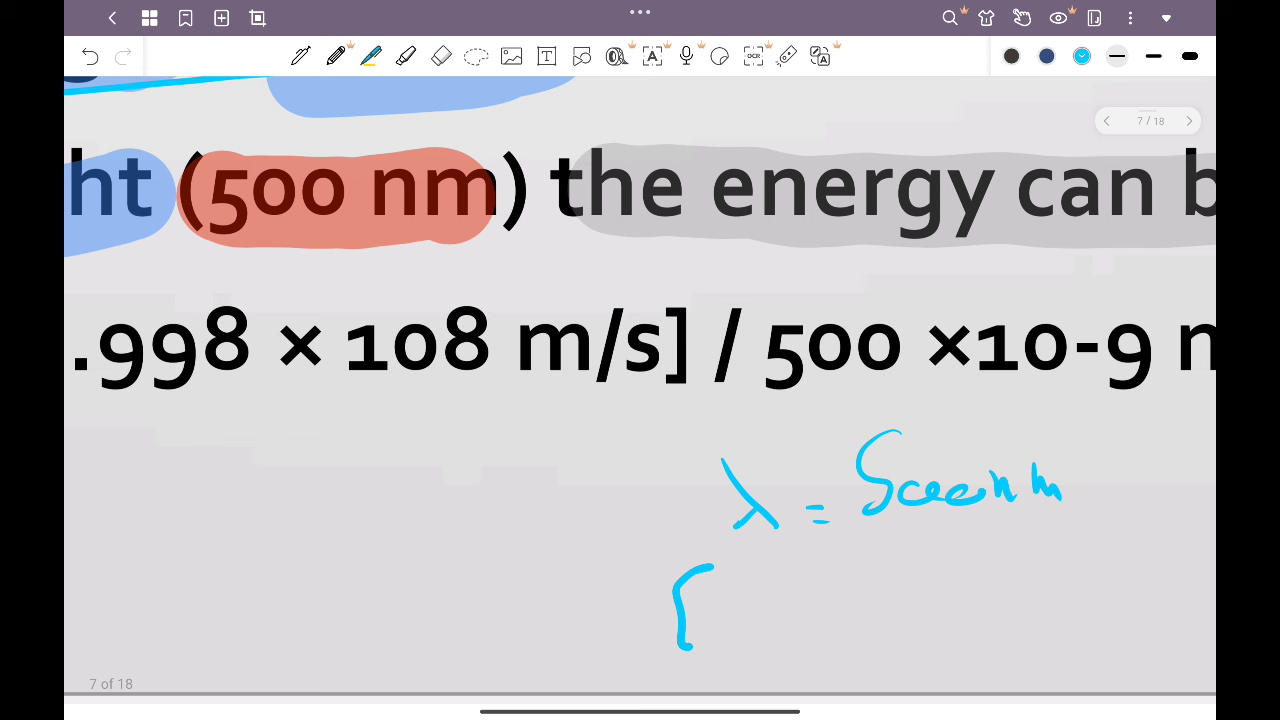 7 / 18
ht (500 nm) the energy can b
.998 × 108 m/s] / 500 ×10-9 n
λ = 500nm
7 of 18